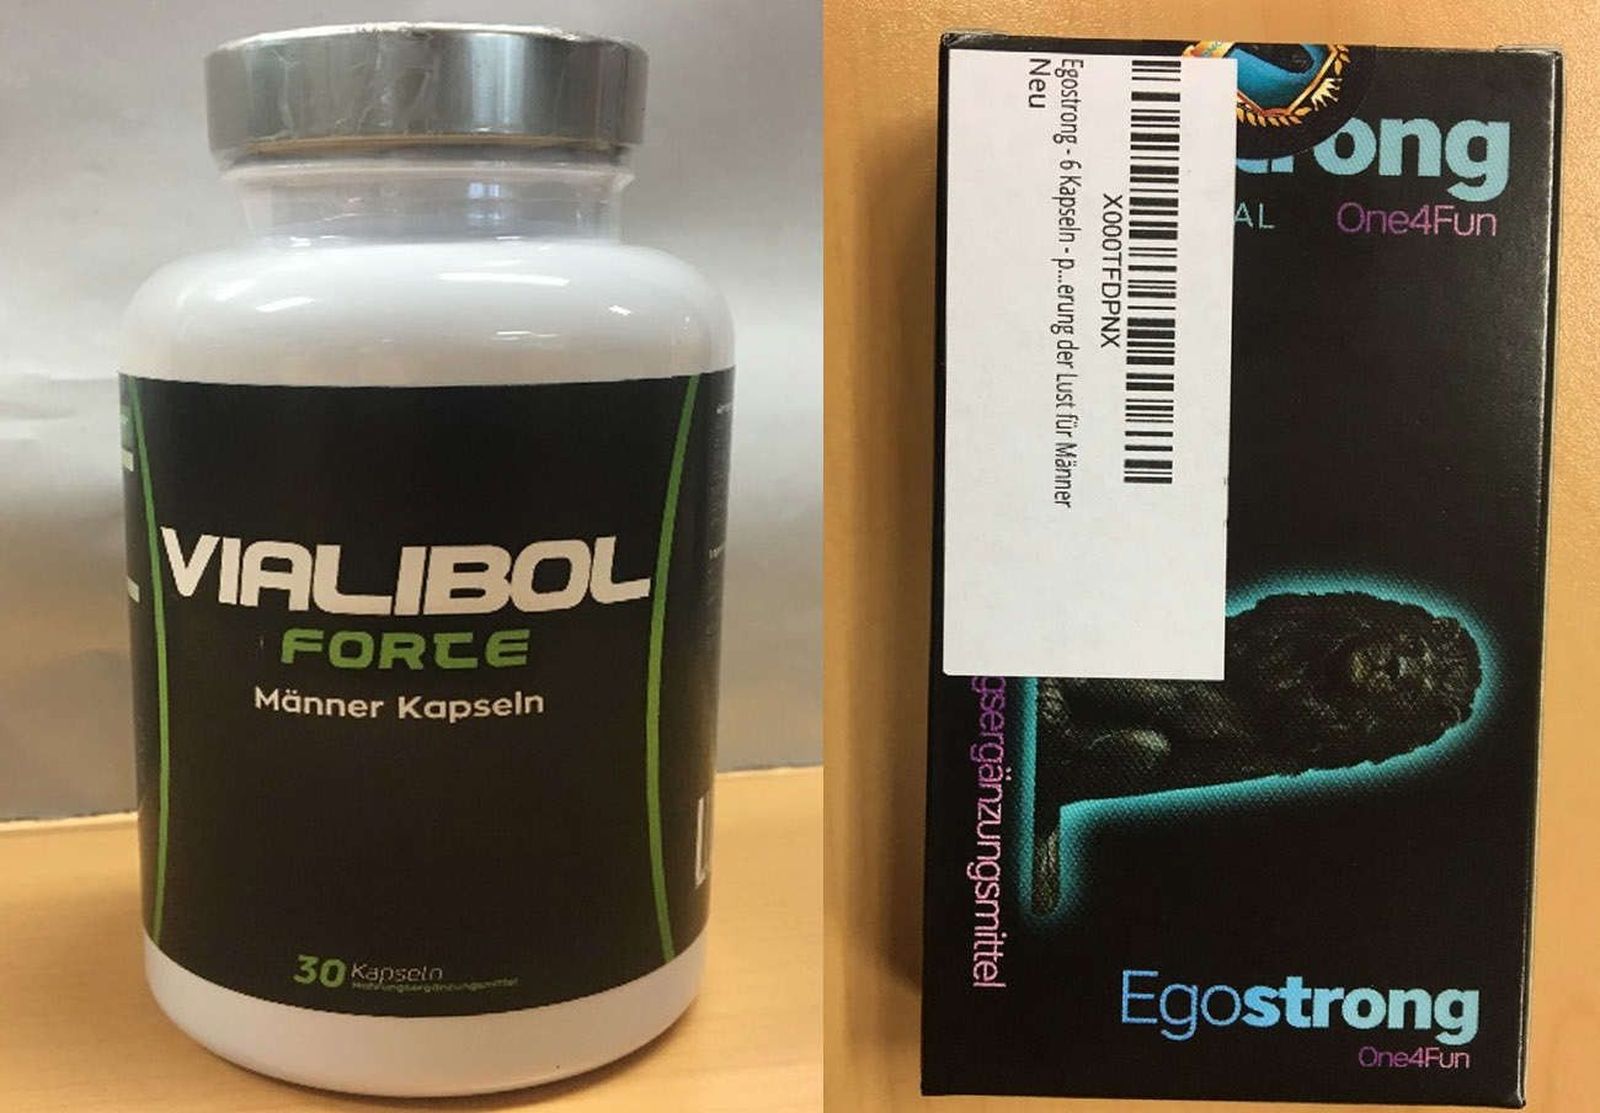 VIALIBOL
FORTE
Männer Kapseln
30 Kapseln
Nahrungsergänzungsmittel
X000TFDPNX
Egostrong - 6 Kapseln - p...erung der Lust für Männer
Neu
One4Fun
Egostrong
One4Fun